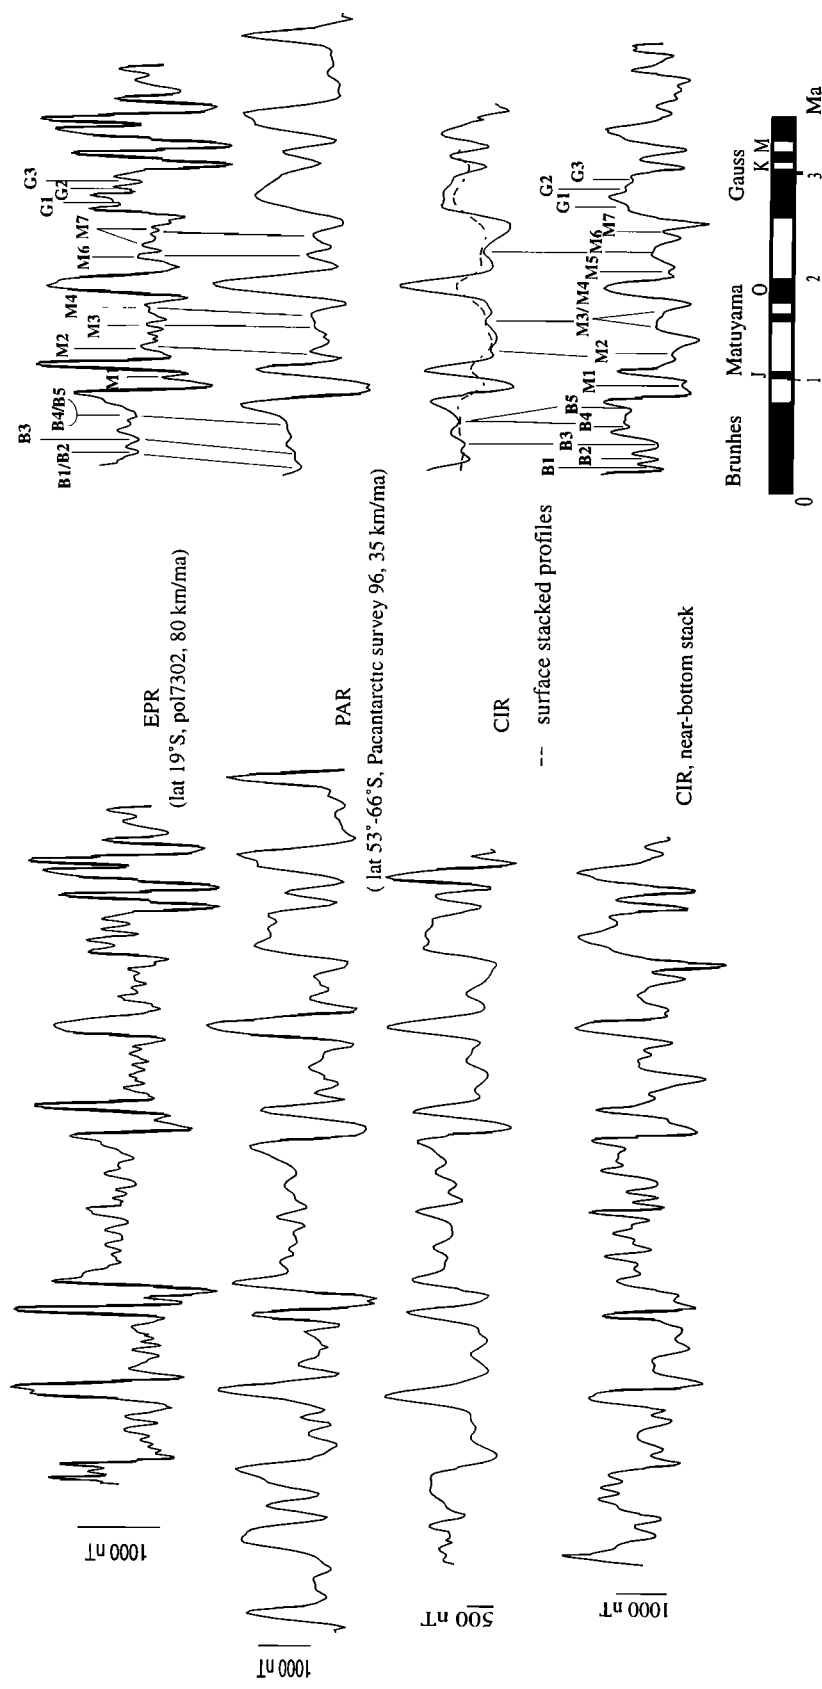 1000 nT
EPR
(lat 19°S, pol7302, 80 km/ma)
B1/B2
B3
B4/B5
M1
M2
M3
M4
M6
M7
G1
G2
G3
1000 nT
PAR
( lat 53°-66°S, Pacantarctic survey 96, 35 km/ma)
500 nT
CIR
-- surface stacked profiles
1000 nT
CIR, near-bottom stack
B1
B2
B3
B4
B5
M1
M2
M3/ M4
M5
M6
M7
G1
G2
G3
Brunhes
Matuyama
Gauss
J
O
K M
0
1
2
3
Ma